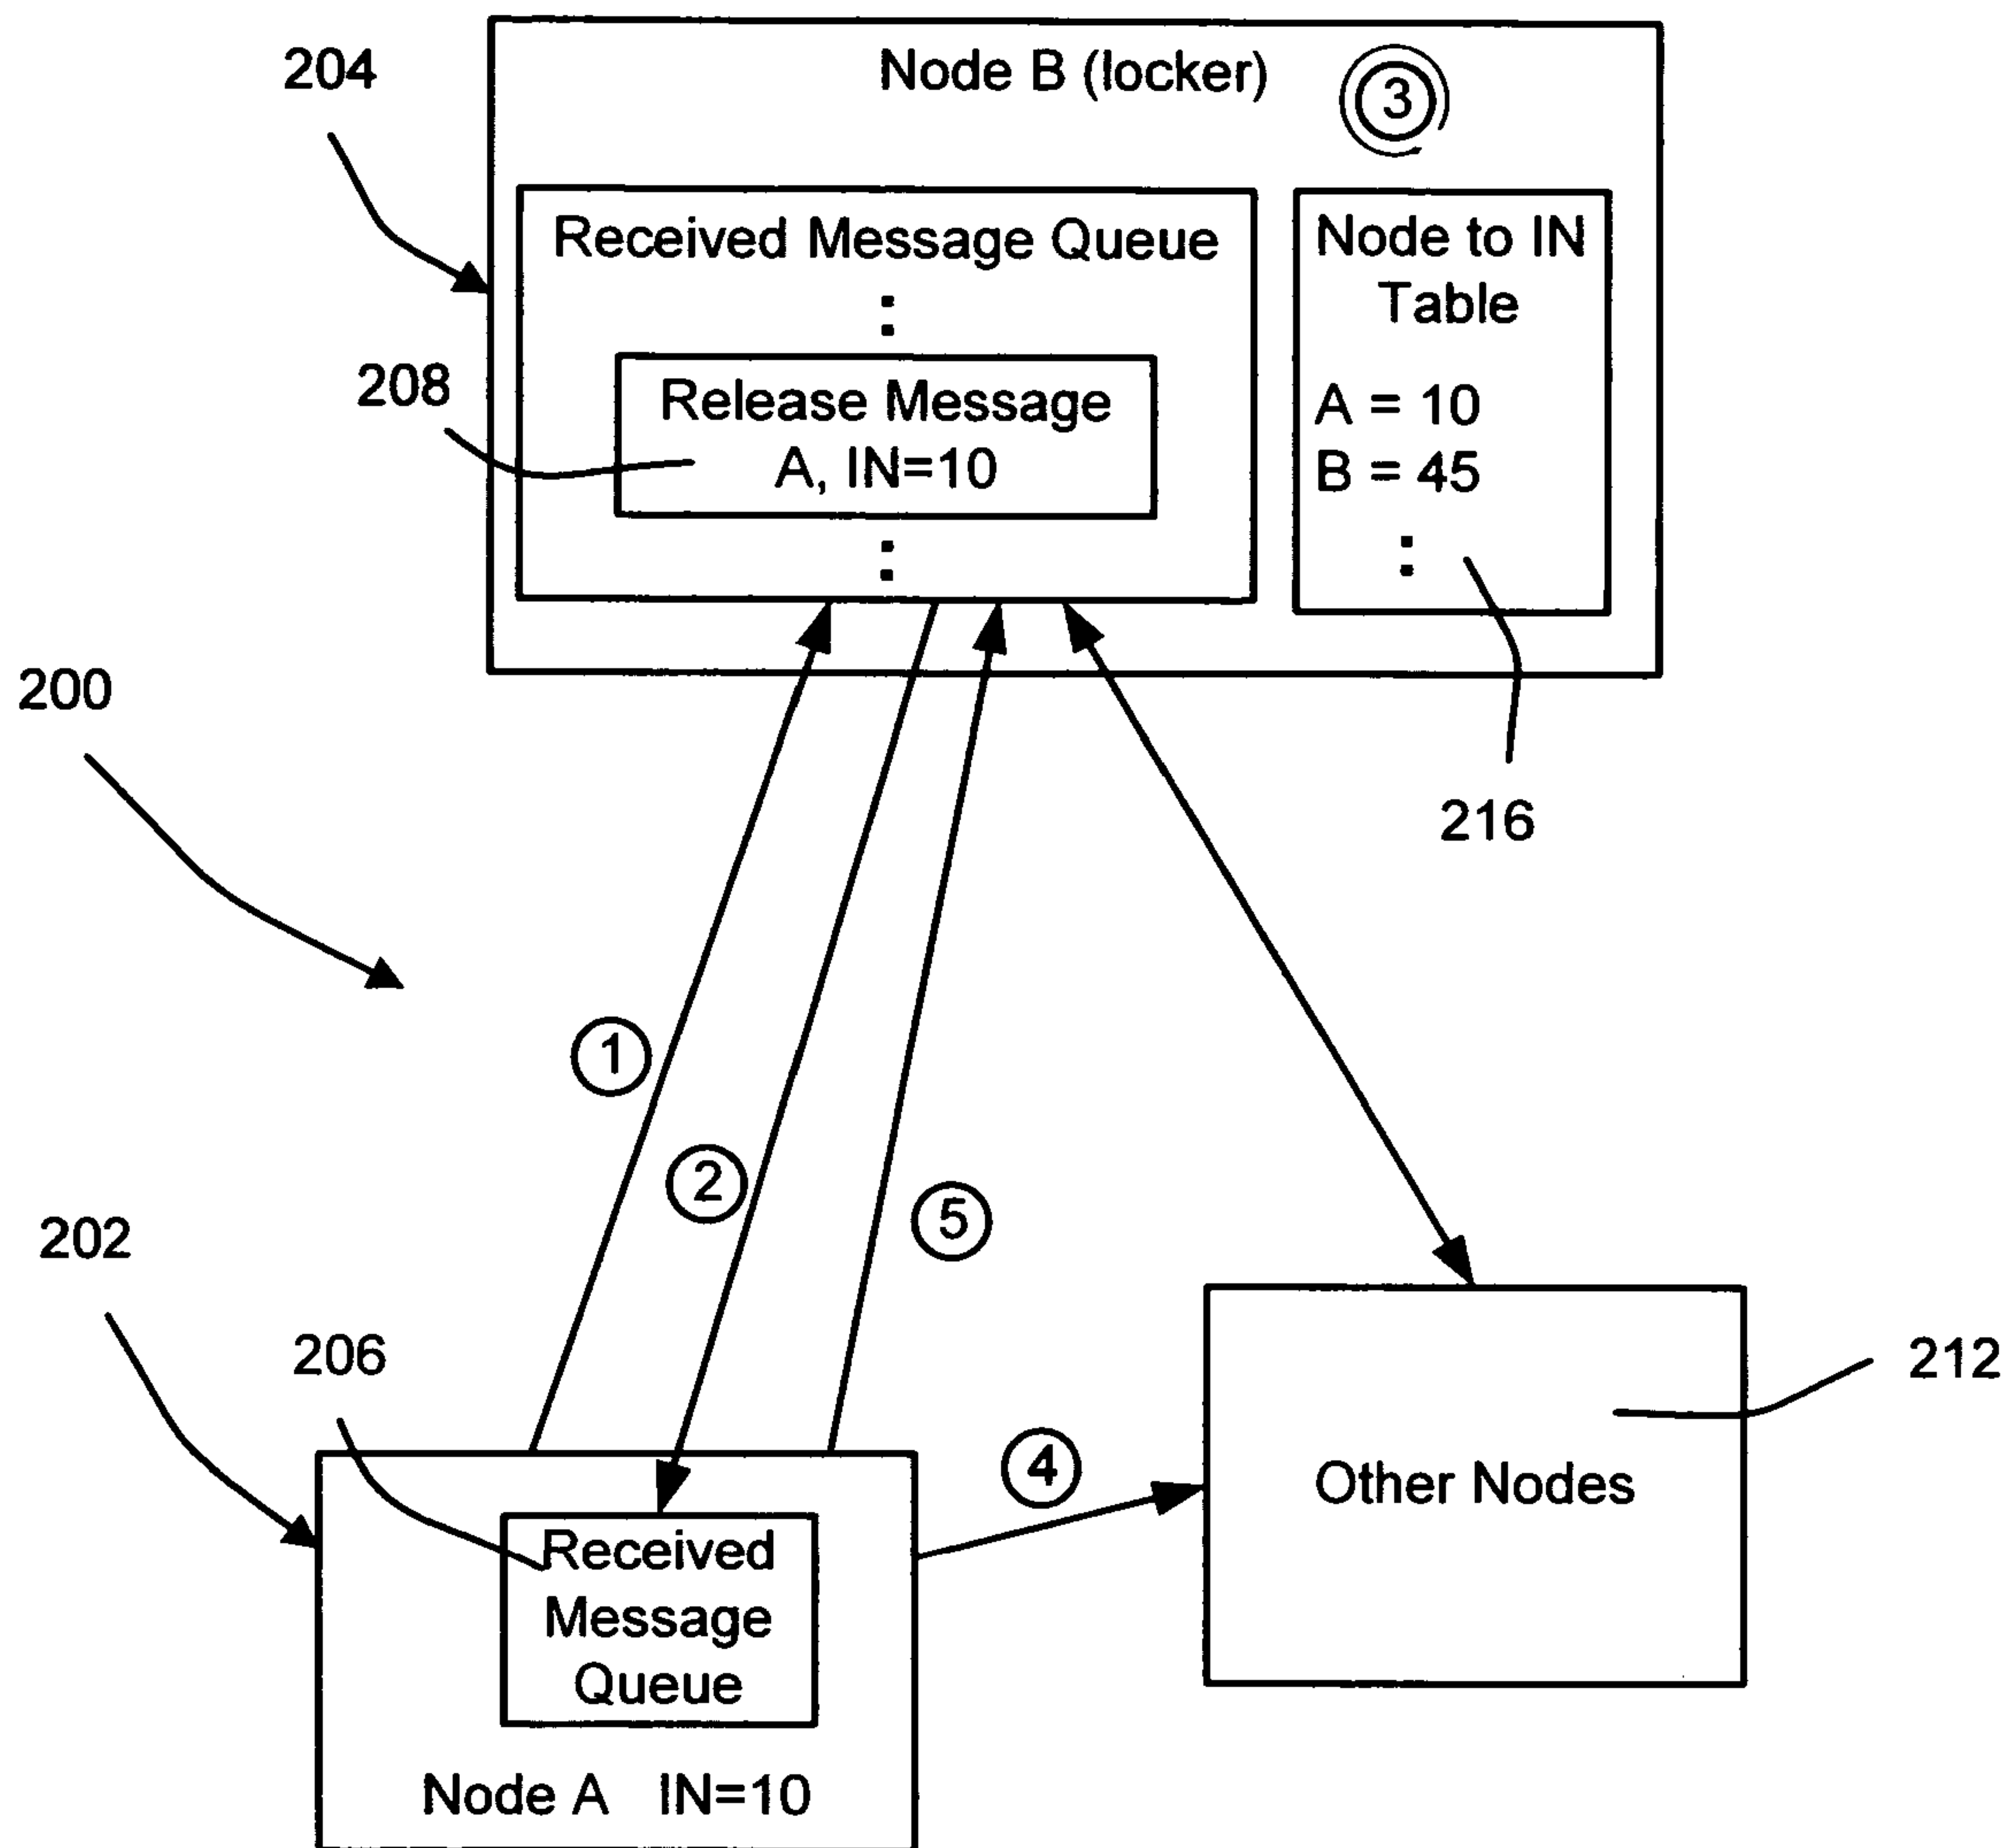 204
Node B (locker)
3
Received Message Queue
:
208
Release Message
A, IN=10
:
Node to IN
Table
A = 10
B = 45
:
216
200
1
2
5
202
206
4
212
Other Nodes
Received
Message
Queue
Node A IN=10